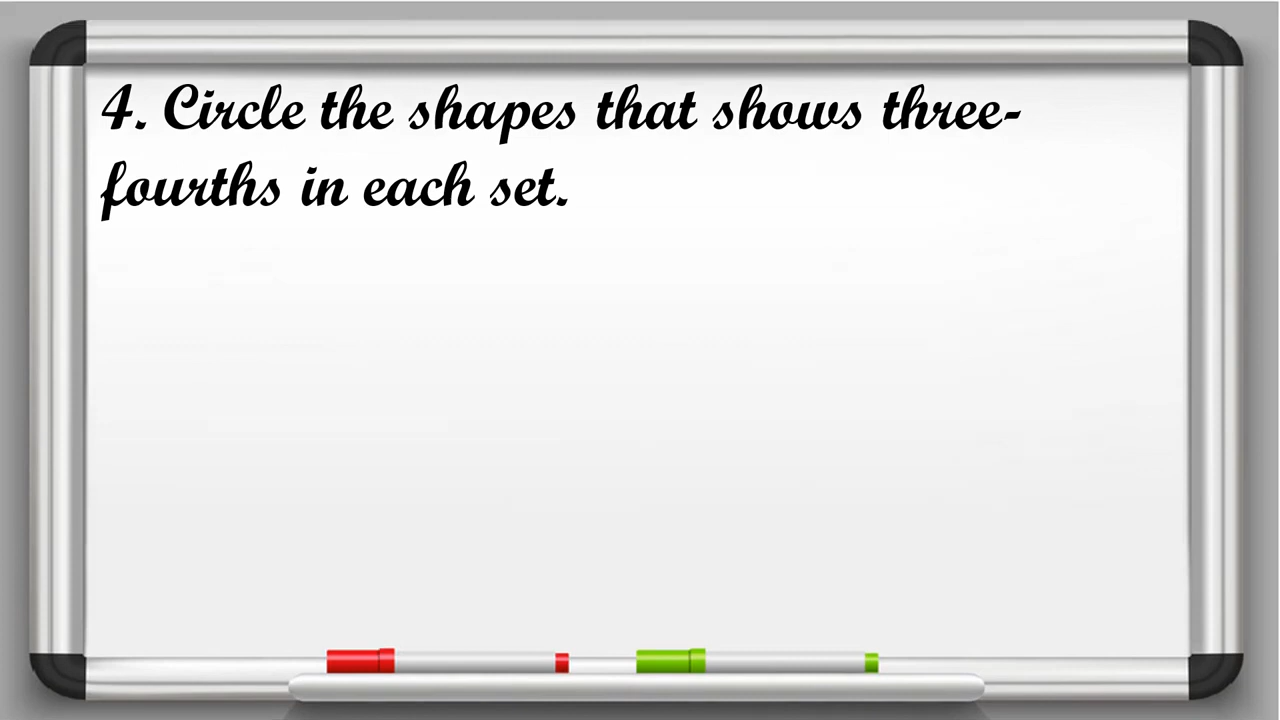 4. Circle the shapes that shows three-
fourths in each set.